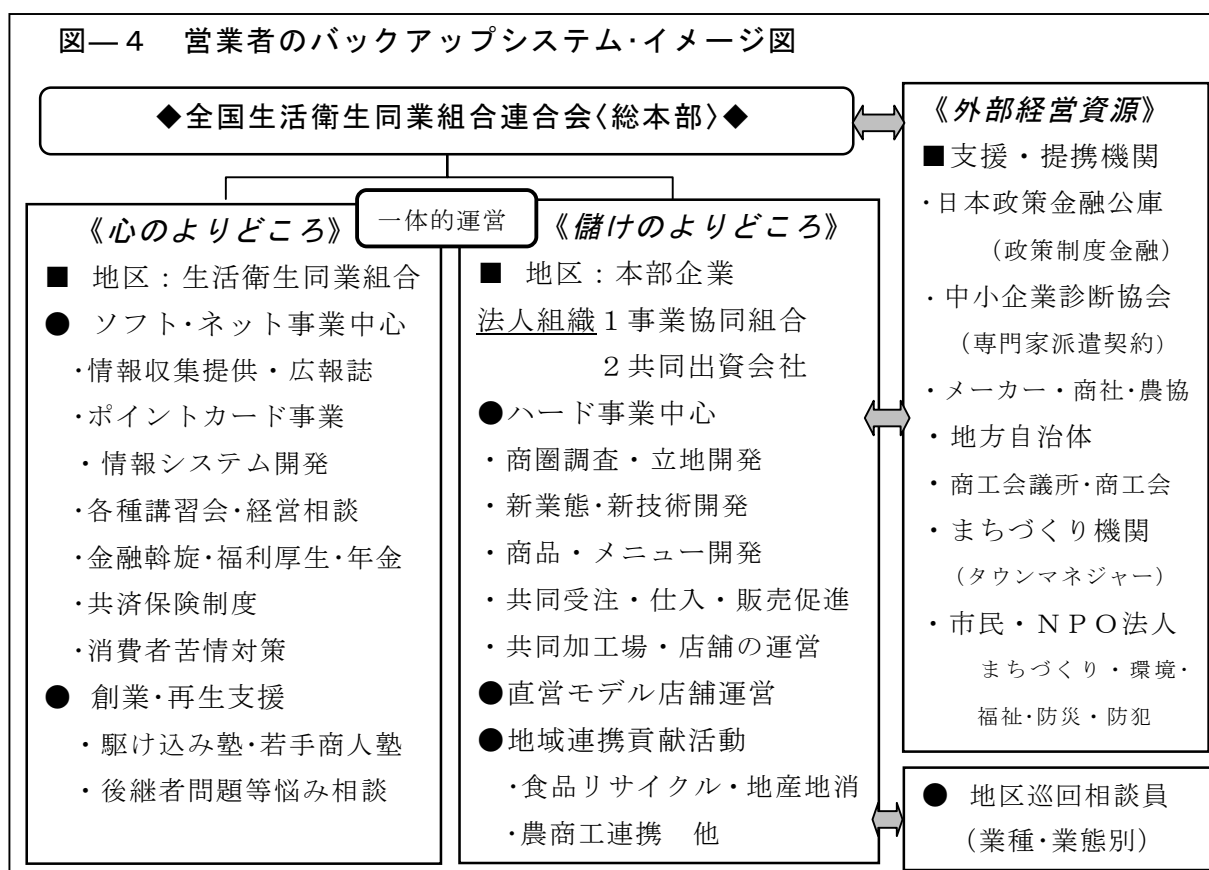 図―４　営業者のバックアップシステム･イメージ図
◆全国生活衛生同業組合連合会〈総本部〉◆
一体的運営
《心のよりどころ》
■　地区：生活衛生同業組合
●　ソフト･ネット事業中心
･情報収集提供・広報誌
･ポイントカード事業
・情報システム開発
･各種講習会･経営相談
･金融斡旋･福利厚生･年金
･共済保険制度
･消費者苦情対策
●　創業･再生支援
・駆け込み塾･若手商人塾
・後継者問題等悩み相談
《儲けのよりどころ》
■　地区：本部企業
法人組織１事業協同組合
２共同出資会社
●ハード事業中心
・商圏調査・立地開発
・新業態･新技術開発
・商品・メニュー開発
・共同受注・仕入・販売促進
・共同加工場・店舗の運営
●直営モデル店舗運営
●地域連携貢献活動
･食品リサイクル・地産地消
･農商工連携　他
《外部経営資源》
■支援・提携機関
･日本政策金融公庫
（政策制度金融）
・中小企業診断協会
（専門家派遣契約）
・メーカー・商社･農協
・地方自治体
・商工会議所･商工会
・まちづくり機関
（タウンマネジャー）
・市民・ＮＰＯ法人
まちづくり・環境・
福祉･防災・防犯
●　地区巡回相談員
（業種･業態別）